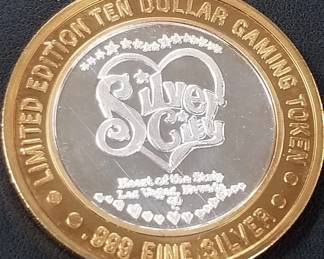 LIMITED EDITION TEN DOLLAR GAMING TOKEN
Silver
City
Heart of the Strip
Las Vegas, Nevada
.999 FINE SILVER